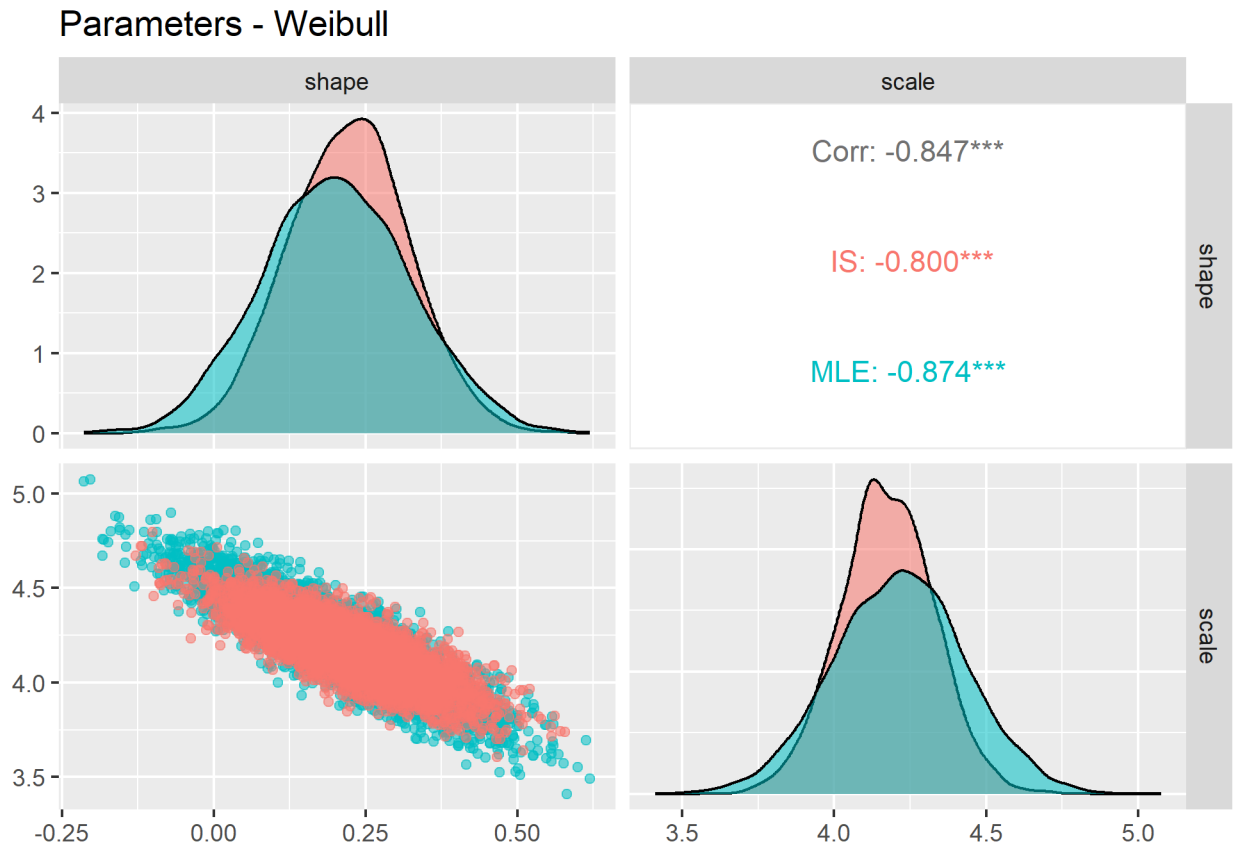 Parameters - Weibull
shape
scale
4
3
2
1
0
Corr: -0.847***
IS: -0.800***
MLE: -0.874***
shape
5.0
4.5
4.0
3.5
scale
-0.25 0.00 0.25 0.50
3.5 4.0 4.5 5.0